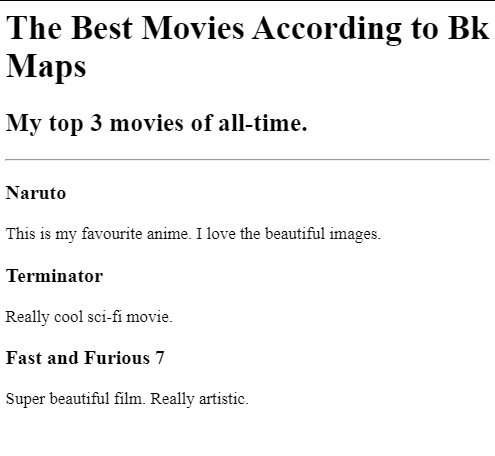 The Best Movies According to Bk
Maps
My top 3 movies of all-time.
Naruto
This is my favourite anime. I love the beautiful images.
Terminator
Really cool sci-fi movie.
Fast and Furious 7
Super beautiful film. Really artistic.